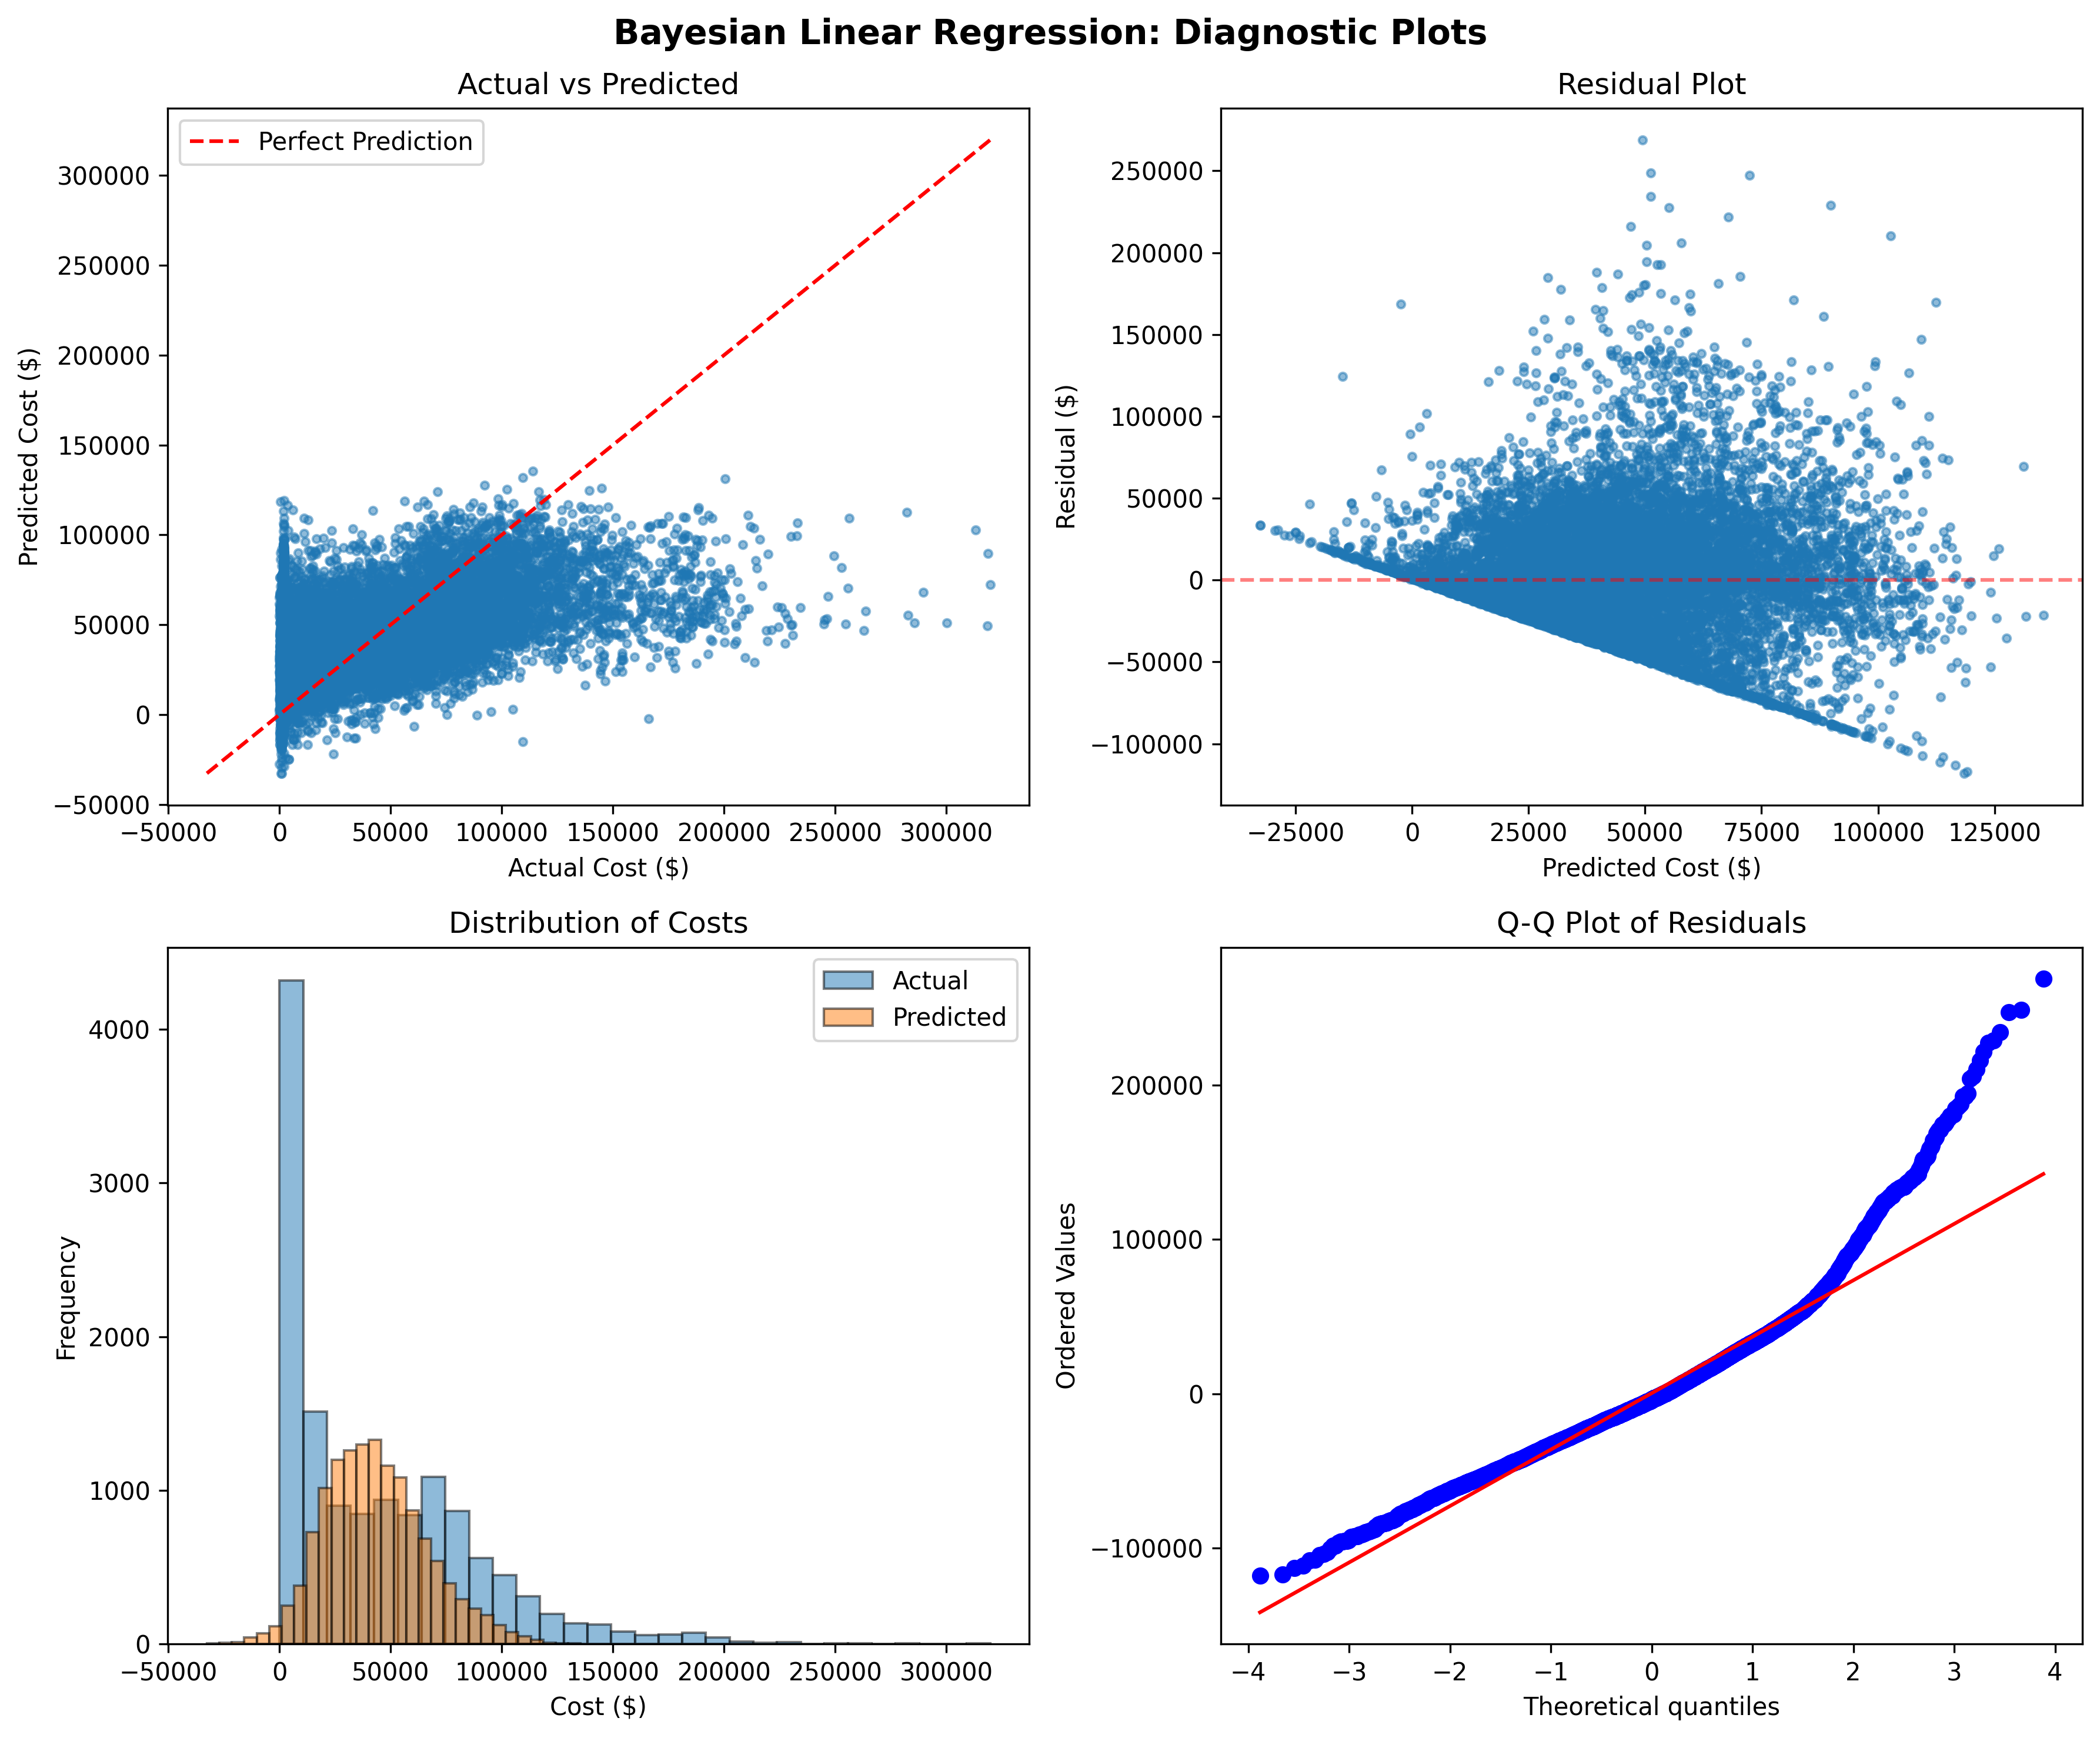 Bayesian Linear Regression: Diagnostic Plots
Actual vs Predicted
Perfect Prediction
300000
250000
200000
150000
100000
50000
0
−50000
Predicted Cost ($)
−50000 0 50000 100000 150000 200000 250000 300000
Actual Cost ($)
Residual Plot
250000
200000
150000
100000
50000
0
−50000
−100000
Residual ($)
−25000 0 25000 50000 75000 100000 125000
Predicted Cost ($)
Distribution of Costs
Actual
Predicted
4000
3000
2000
1000
0
Frequency
−50000 0 50000 100000 150000 200000 250000 300000
Cost ($)
Q-Q Plot of Residuals
200000
100000
0
−100000
Ordered Values
−4 −3 −2 −1 0 1 2 3 4
Theoretical quantiles